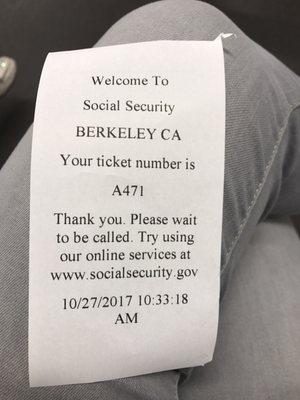 Welcome To
Social Security
BERKELEY CA
Your ticket number is
A471
Thank you. Please wait
to be called. Try using
our online services at
www.socialsecurity.gov
10/27/2017 10:33:18
AM